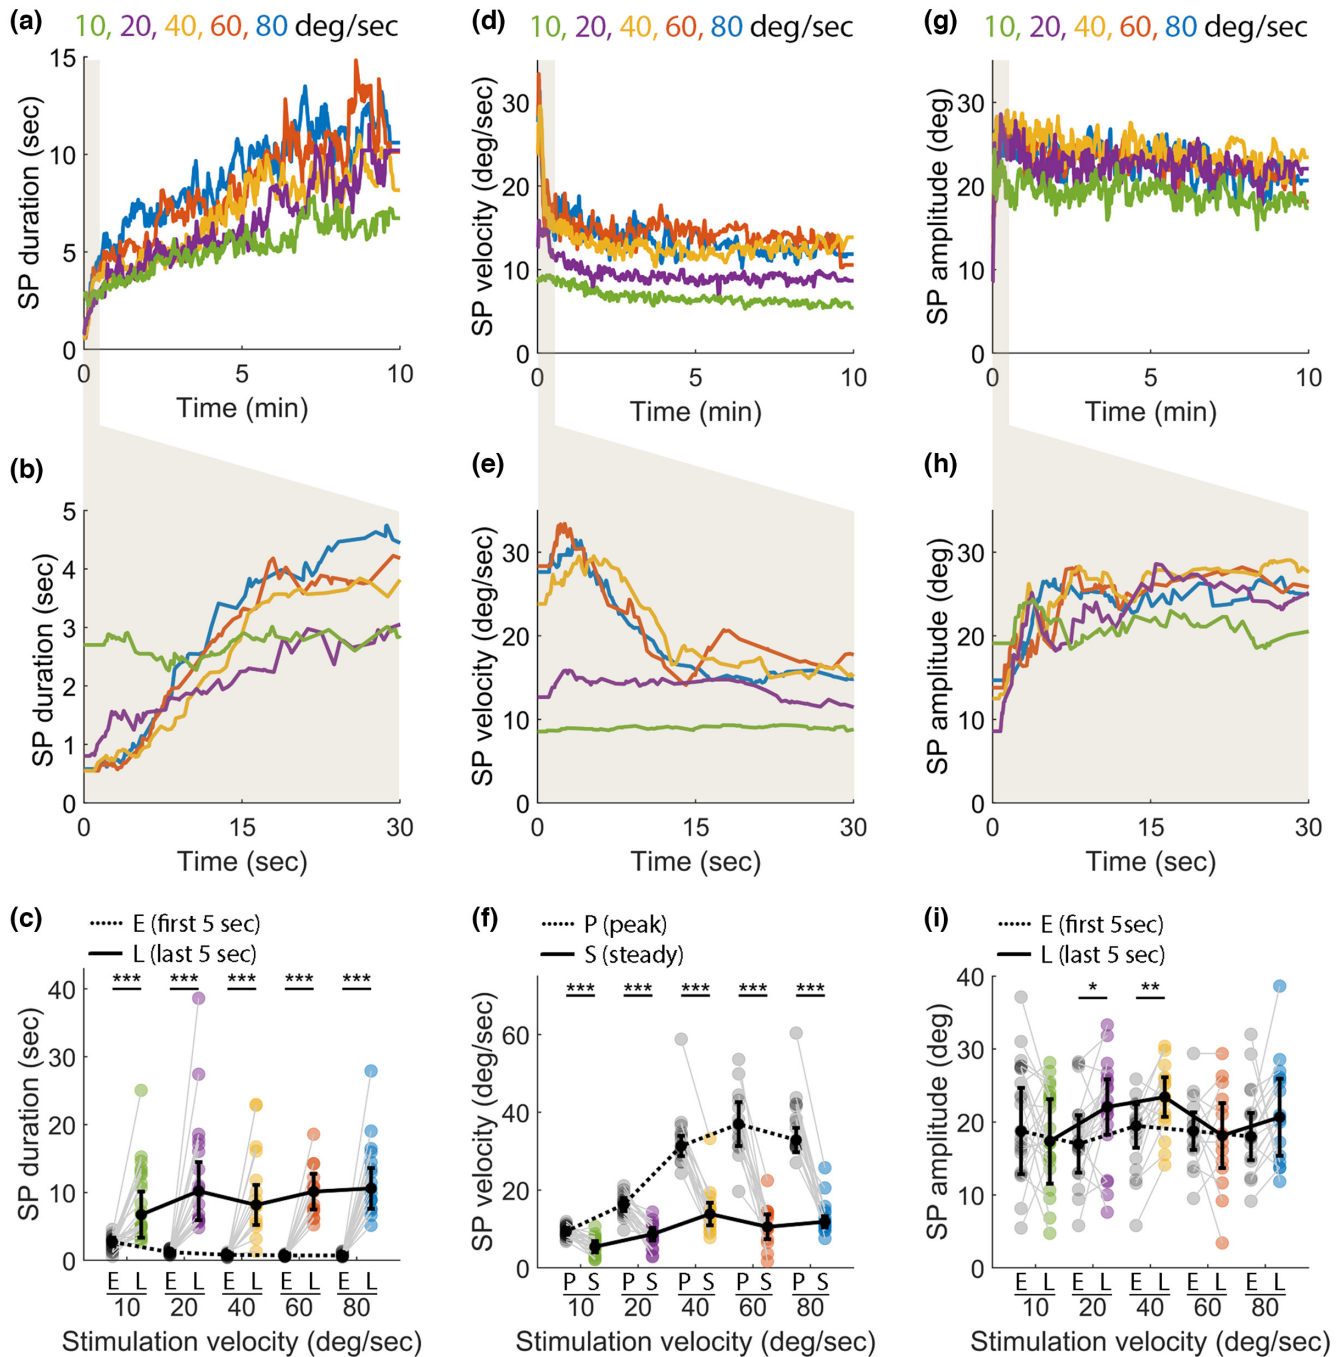 (a)
10, 20, 40, 60, 80 deg/sec
15
10
5
0
SP duration (sec)
0 5 10
Time (min)
(d)
10, 20, 40, 60, 80 deg/sec
30
20
10
0
SP velocity (deg/sec)
0 5 10
Time (min)
(g)
10, 20, 40, 60, 80 deg/sec
30
20
10
0
SP amplitude (deg)
0 5 10
Time (min)
(b)
5
4
3
2
1
0
SP duration (sec)
0 15 30
Time (sec)
(e)
30
20
10
0
SP velocity (deg/sec)
0 15 30
Time (sec)
(h)
30
20
10
0
SP amplitude (deg)
0 15 30
Time (sec)
(c)
E (first 5 sec)
L (last 5 sec)
40
30
20
10
0
SP duration (sec)
*** *** *** *** ***
E L E L E L E L E L
10 20 40 60 80
Stimulation velocity (deg/sec)
(f)
P (peak)
S (steady)
60
40
20
0
SP velocity (deg/sec)
*** *** *** *** ***
P S P S P S P S P S
10 20 40 60 80
Stimulation velocity (deg/sec)
(i)
E (first 5sec)
L (last 5 sec)
40
30
20
10
0
SP amplitude (deg)
* **
E L E L E L E L E L
10 20 40 60 80
Stimulation velocity (deg/sec)